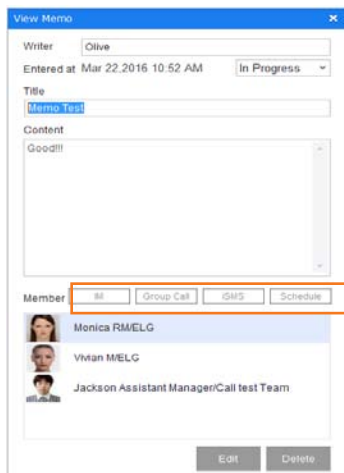 View Memo ×
Writer Olive
Entered at Mar 22,2016 10:52 AM In Progress
Title
Memo Test
Content
Good!!!
Member IM Group Call iSMS Schedule
Monica RM/ELG
Vivian M/ELG
Jackson Assistant Manager/Call test Team
Edit Delete